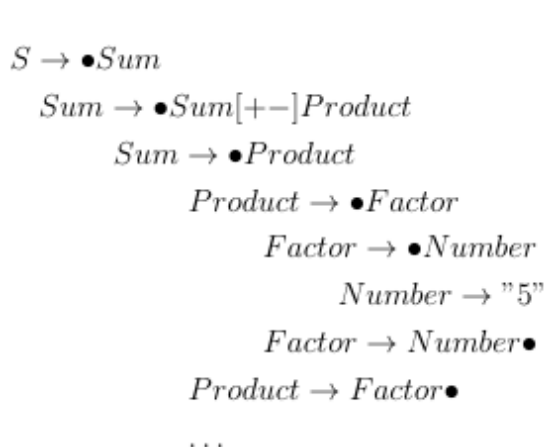 S → •Sum
Sum → •Sum[+−]Product
Sum → •Product
Product → •Factor
Factor → •Number
Number → ”5”
Factor → Number•
Product → Factor•
...